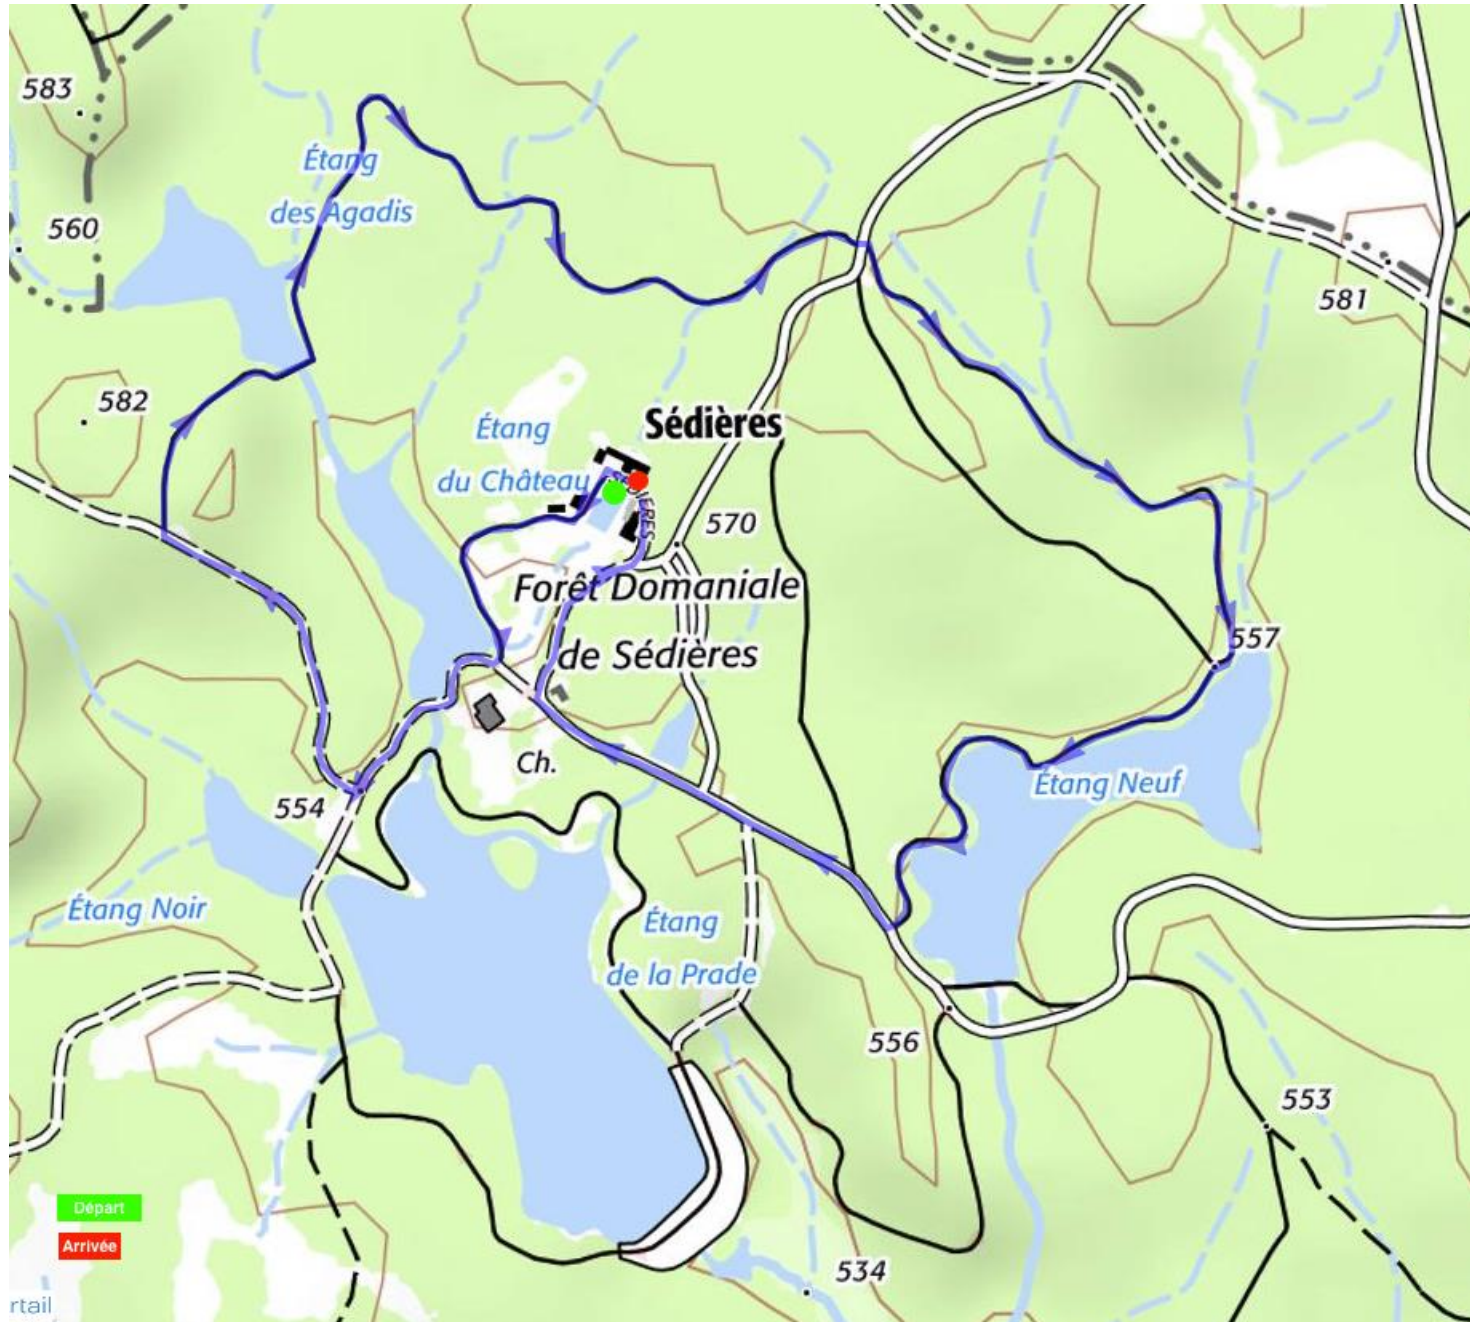 583
Étang
des Agadis
560
581
582
Sédières
Étang
du Château
570
Forêt Domaniale
de Sédières
557
Ch.
Étang Neuf
554
Étang Noir
Étang
de la Prade
556
553
Départ
Arrivée
534
rtail